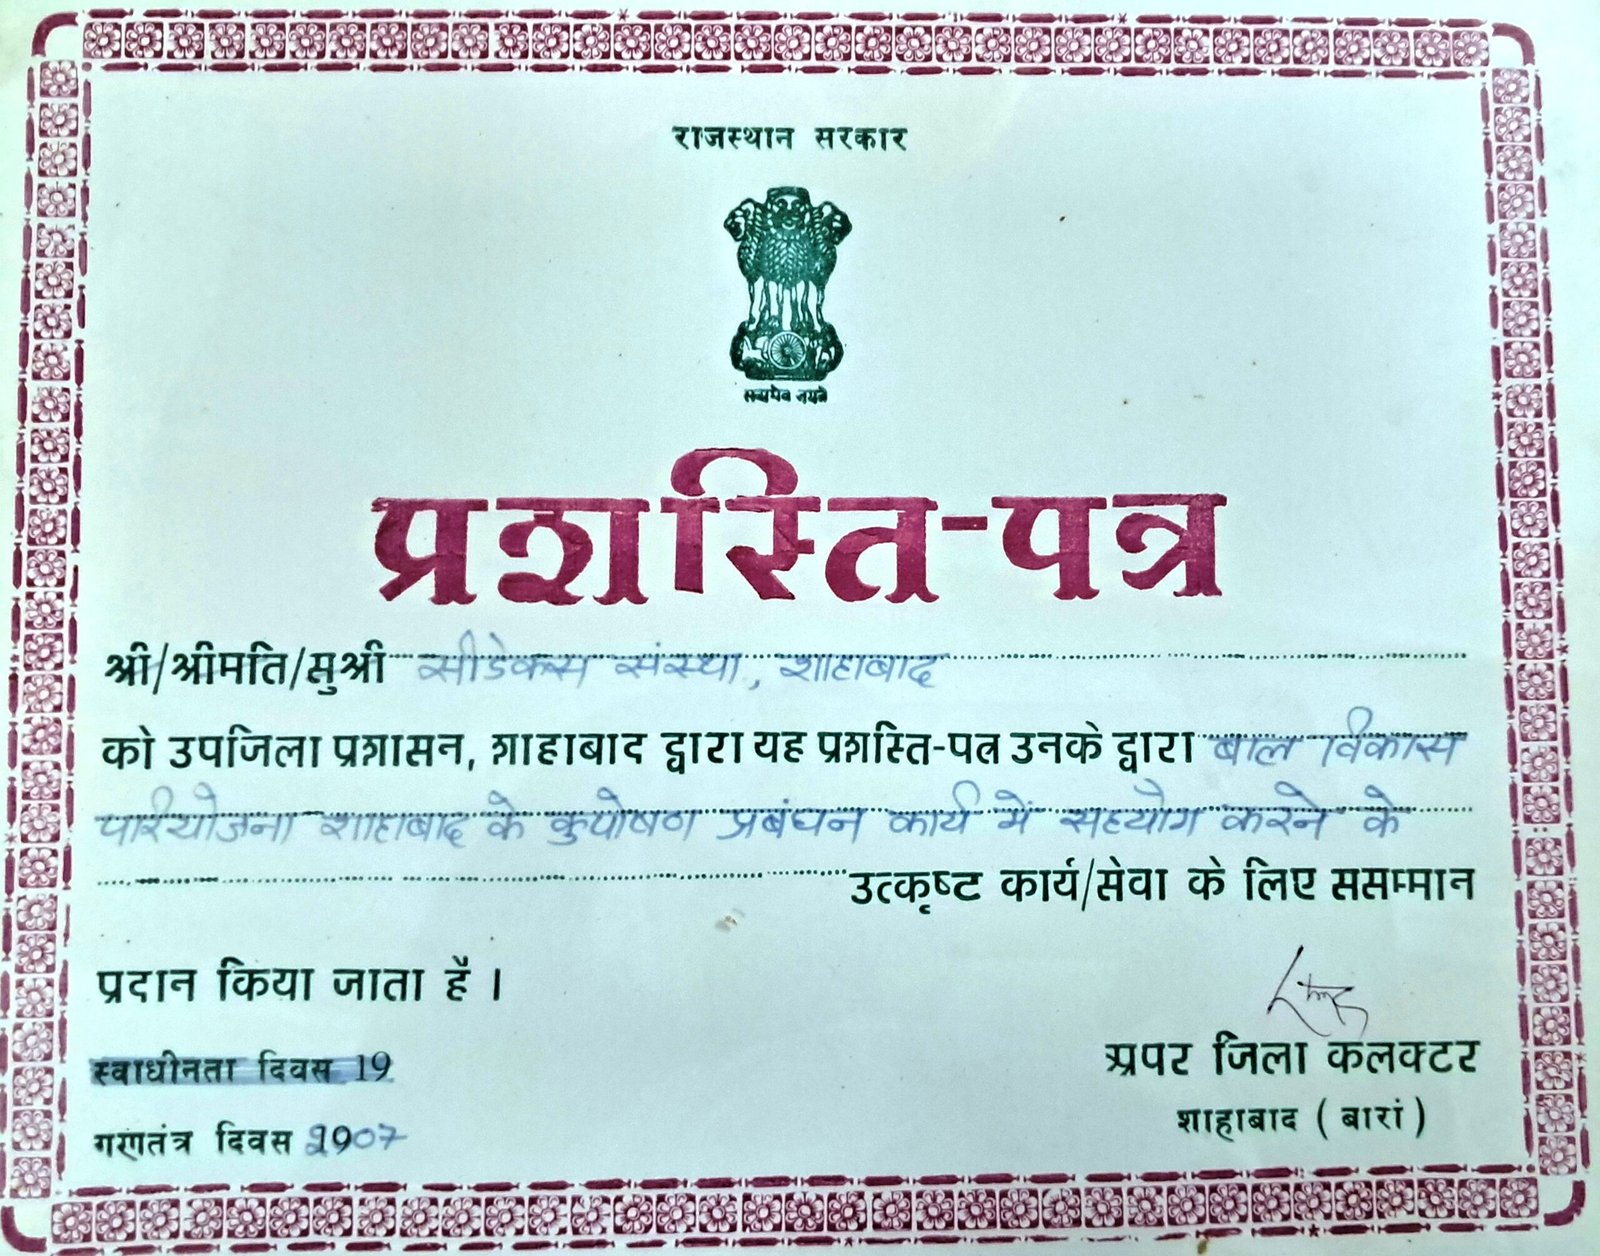 राजस्थान सरकार
सत्यमेव जयते
प्रशस्ति-पत्र
श्री/श्रीमति/सुश्री सीडेकस संस्था, शाहाबाद
को उपजिला प्रशासन, शाहाबाद द्वारा यह प्रशस्ति-पत्र उनके द्वारा बाल विकास
परियोजना शाहाबाद के कुपोषण प्रबंधन कार्य में सहयोग करने के
उत्कृष्ट कार्य/सेवा के लिए ससम्मान
प्रदान किया जाता है ।
स्वाधीनता दिवस 19
अपर जिला कलक्टर
शाहाबाद ( बारां )
गणतंत्र दिवस 2007